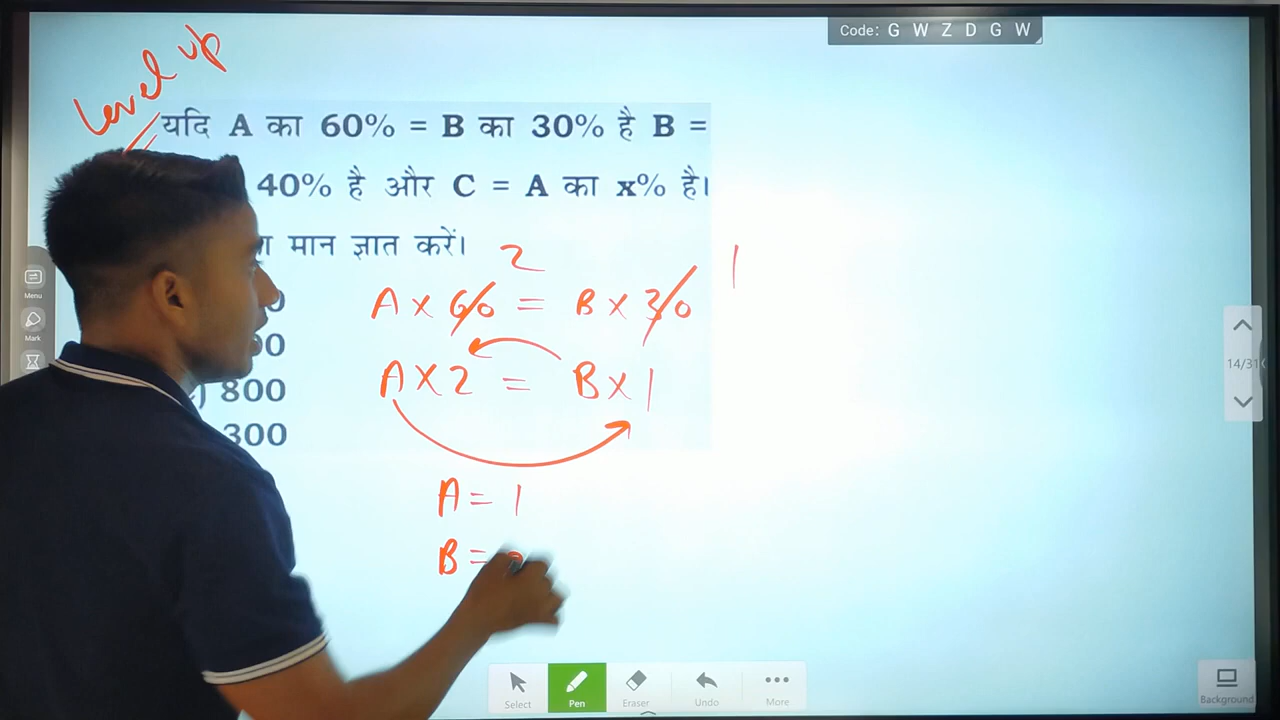 Code: G W Z D G W
Level up
यदि A का 60% = B का 30% है B =
40% है और C = A का x% है।
मान ज्ञात करें।
800
300
A × 60 = B × 30
2
1
A × 2 = B × 1
A = 1
B =
Menu
Mark
14/31
Select
Pen
Eraser
Undo
More
Background